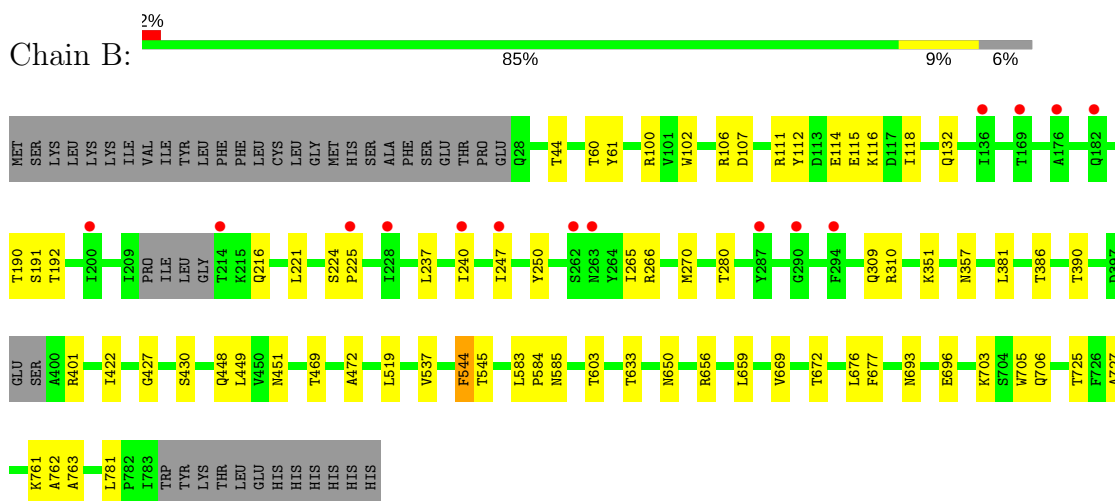 2%
Chain B:
85% 9% 6%
MET SER LYS LEU LEU LYS LYS ILE VAL ILE TYR LEU PHE PHE LEU CYS LEU GLY MET HIS SER ALA PHE SER GLU THR PRO GLU Q28 T44 T60 Y61 R100 V101 W102 R106 D107 R111 Y112 D113 E114 E115 K116 D117 I118 Q132 I136 T169 A176 Q182
T190 S191 T192 I200 I209 PRO ILE LEU GLY T214 K215 Q216 L221 S224 P225 I228 L237 I240 I247 Y250 S262 N263 Y264 I265 R266 M270 T280 Y287 G290 F294 Q309 R310 K351 N357 L381 T386 T390 D397
GLU SER A400 R401 I422 G427 S430 Q448 L449 V450 N451 T469 A472 L519 V537 F544 T545 L583 P584 N585 T603 T633 N650 R656 L659 V669 T672 L676 F677 N693 E696 K703 S704 W705 Q706 T725 F726 A727
K761 A762 A763 L781 P782 I783 TRP TYR LYS THR LEU GLU HIS HIS HIS HIS HIS HIS